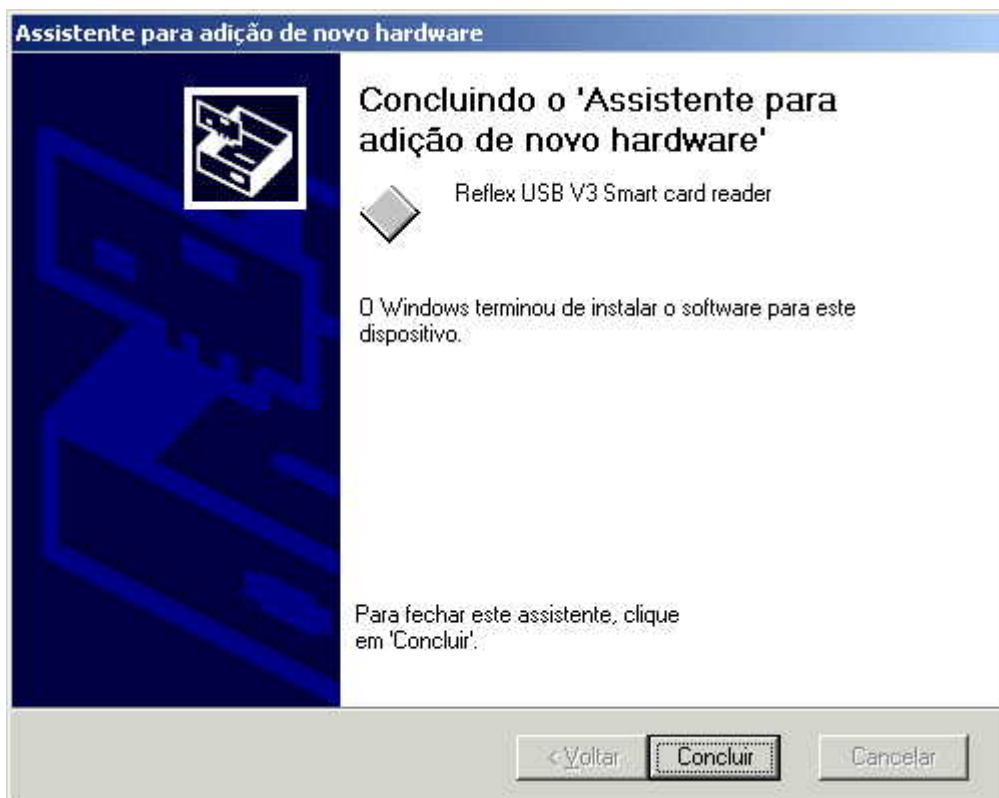 Assistente para adição de novo hardware
Concluindo o 'Assistente para
adição de novo hardware'
Reflex USB V3 Smart card reader
O Windows terminou de instalar o software para este
dispositivo.
Para fechar este assistente, clique
em 'Concluir'.
< Voltar Concluir Cancelar